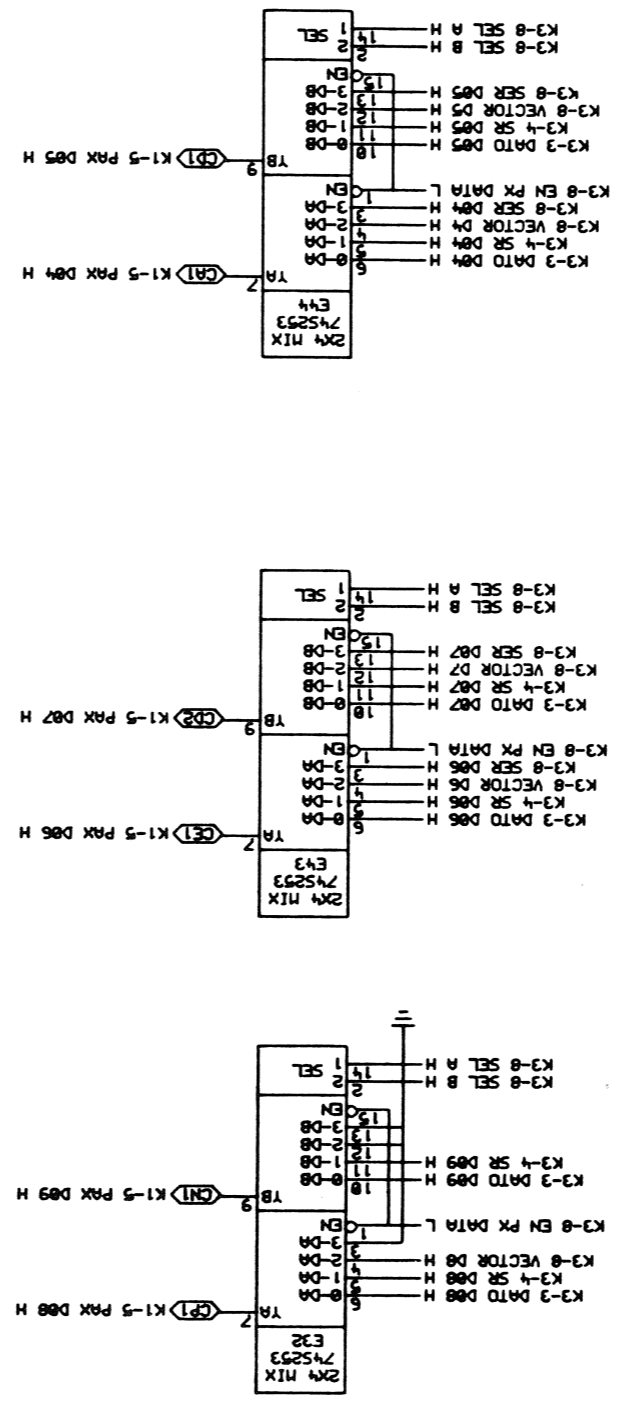 2X4 MIX
74S253
E32
YA 7 CP1 K1-5 PAX D08 H
K3-3 DATO D08 H 6 0-DA
K3-4 SR D08 H 5 1-DA
K3-8 VECTOR D8 H 4 2-DA
3 3-DA
K3-8 EN PX DATA L 1 EN
YB 9 CN1 K1-5 PAX D09 H
K3-3 DATO D09 H 10 0-DB
K3-4 SR D09 H 11 1-DB
12 2-DB
13 3-DB
15 EN
K3-8 SEL B H 2 2
K3-8 SEL A H 14 1 SEL
2X4 MIX
74S253
E43
YA 7 CE1 K1-5 PAX D06 H
K3-3 DATO D06 H 6 0-DA
K3-4 SR D06 H 5 1-DA
K3-8 VECTOR D6 H 4 2-DA
K3-8 SER D06 H 3 3-DA
K3-8 EN PX DATA L 1 EN
YB 9 CD2 K1-5 PAX D07 H
K3-3 DATO D07 H 10 0-DB
K3-4 SR D07 H 11 1-DB
K3-8 VECTOR D7 H 12 2-DB
K3-8 SER D07 H 13 3-DB
15 EN
K3-8 SEL B H 2 2
K3-8 SEL A H 14 1 SEL
2X4 MIX
74S253
E44
YA 7 CA1 K1-5 PAX D04 H
K3-3 DATO D04 H 6 0-DA
K3-4 SR D04 H 5 1-DA
K3-8 VECTOR D4 H 4 2-DA
K3-8 SER D04 H 3 3-DA
K3-8 EN PX DATA L 1 EN
YB 9 CD1 K1-5 PAX D05 H
K3-3 DATO D05 H 10 0-DB
K3-4 SR D05 H 11 1-DB
K3-8 VECTOR D5 H 12 2-DB
K3-8 SER D05 H 13 3-DB
15 EN
K3-8 SEL B H 2 2
K3-8 SEL A H 14 1 SEL